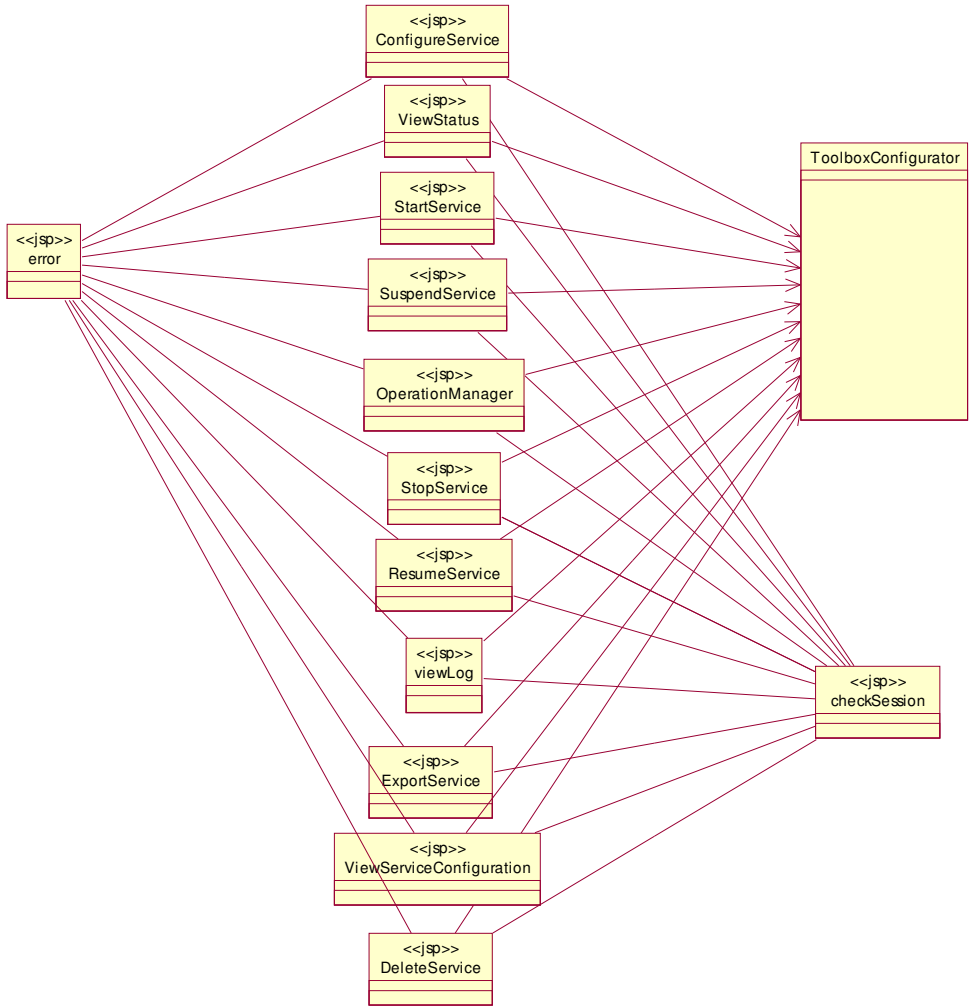 <<jsp>>
ConfigureService
<<jsp>>
ViewStatus
ToolboxConfigurator
<<jsp>>
StartService
<<jsp>>
error
<<jsp>>
SuspendService
<<jsp>>
OperationManager
<<jsp>>
StopService
<<jsp>>
ResumeService
<<jsp>>
viewLog
<<jsp>>
checkSession
<<jsp>>
ExportService
<<jsp>>
ViewServiceConfiguration
<<jsp>>
DeleteService